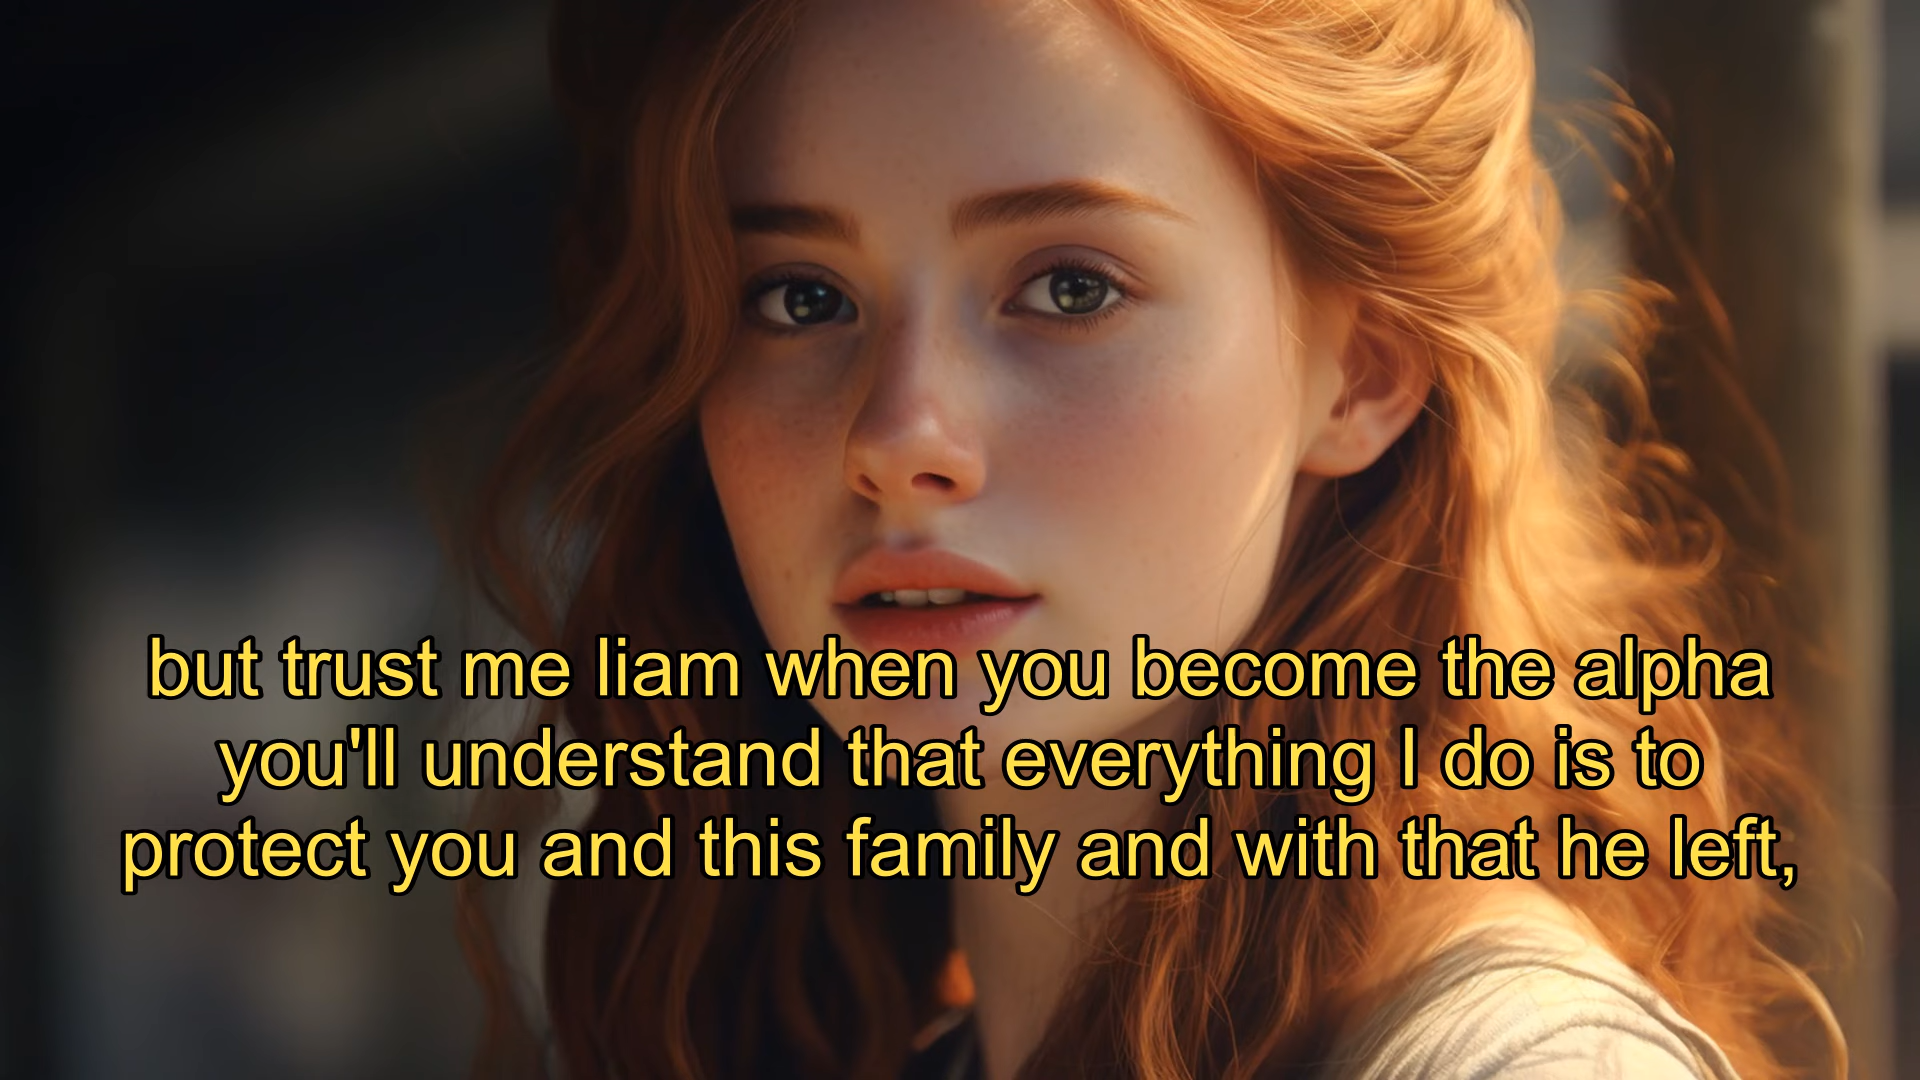 but trust me liam when you become the alpha
you'll understand that everything I do is to
protect you and this family and with that he left,